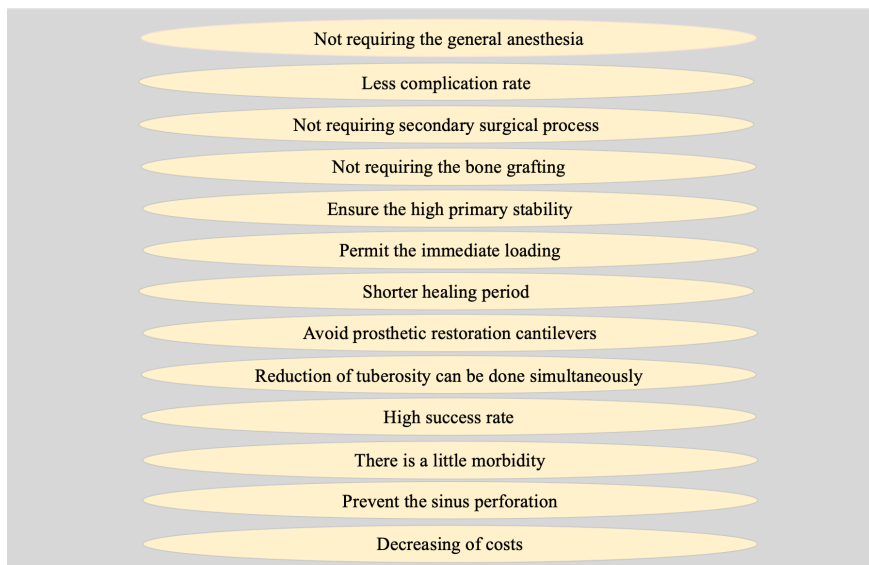 Not requiring the general anesthesia
Less complication rate
Not requiring secondary surgical process
Not requiring the bone grafting
Ensure the high primary stability
Permit the immediate loading
Shorter healing period
Avoid prosthetic restoration cantilevers
Reduction of tuberosity can be done simultaneously
High success rate
There is a little morbidity
Prevent the sinus perforation
Decreasing of costs